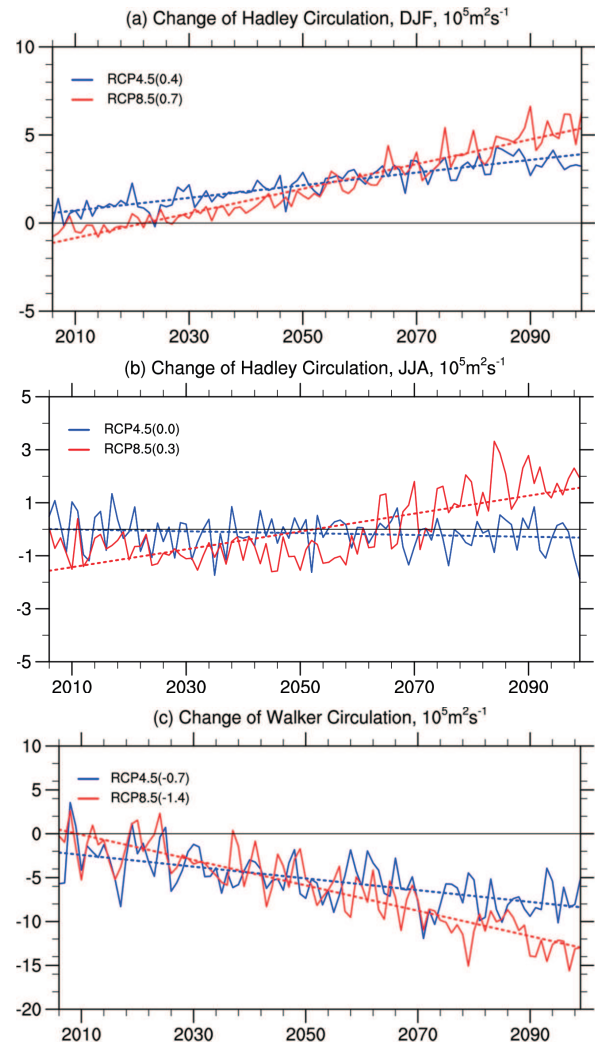 (a) Change of Hadley Circulation, DJF, 10⁵m²s⁻¹
10
RCP4.5(0.4)
RCP8.5(0.7)
5
0
-5
2010 2030 2050 2070 2090
(b) Change of Hadley Circulation, JJA, 10⁵m²s⁻¹
5
RCP4.5(0.0)
RCP8.5(0.3)
3
1
-1
-3
-5
2010 2030 2050 2070 2090
(c) Change of Walker Circulation, 10⁵m²s⁻¹
10
RCP4.5(-0.7)
RCP8.5(-1.4)
5
0
-5
-10
-15
-20
2010 2030 2050 2070 2090